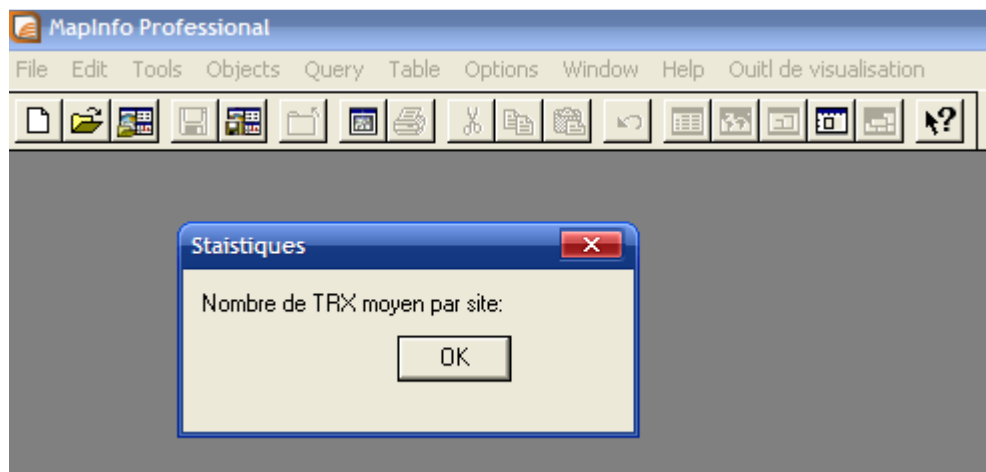 MapInfo Professional
File Edit Tools Objects Query Table Options Window Help Ouitl de visualisation
Staistiques
Nombre de TRX moyen par site:
OK